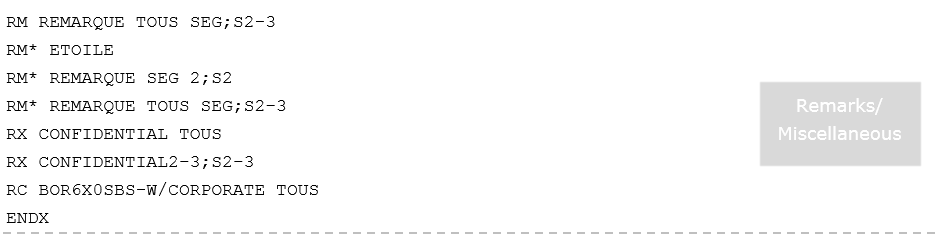 RM REMARQUE TOUS SEG;S2-3
RM* ETOILE
RM* REMARQUE SEG 2;S2
RM* REMARQUE TOUS SEG;S2-3
RX CONFIDENTIAL TOUS
RX CONFIDENTIAL2-3;S2-3
RC BOR6X0SBS-W/CORPORATE TOUS
ENDX
Remarks/
Miscellaneous